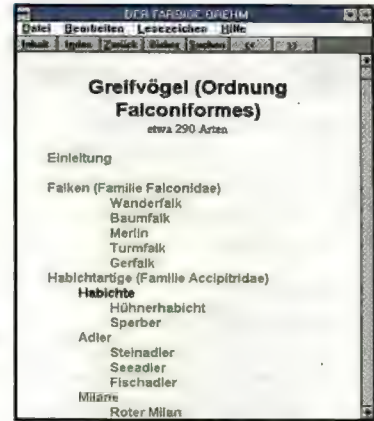 DER FARBIGE BREHM
Datei Bearbeiten Lesezeichen Hilfe
Inhalt Index Zurück Bisher Suchen << >>
Greifvögel (Ordnung
Falconiformes)
etwa 290 Arten
Einleitung
Falken (Familie Falconidae)
Wanderfalk
Baumfalk
Merlin
Turmfalk
Gerfalk
Habichtartige (Familie Accipitridae)
Habichte
Hühnerhabicht
Sperber
Adler
Steinadler
Seeadler
Fischadler
Milane
Roter Milan